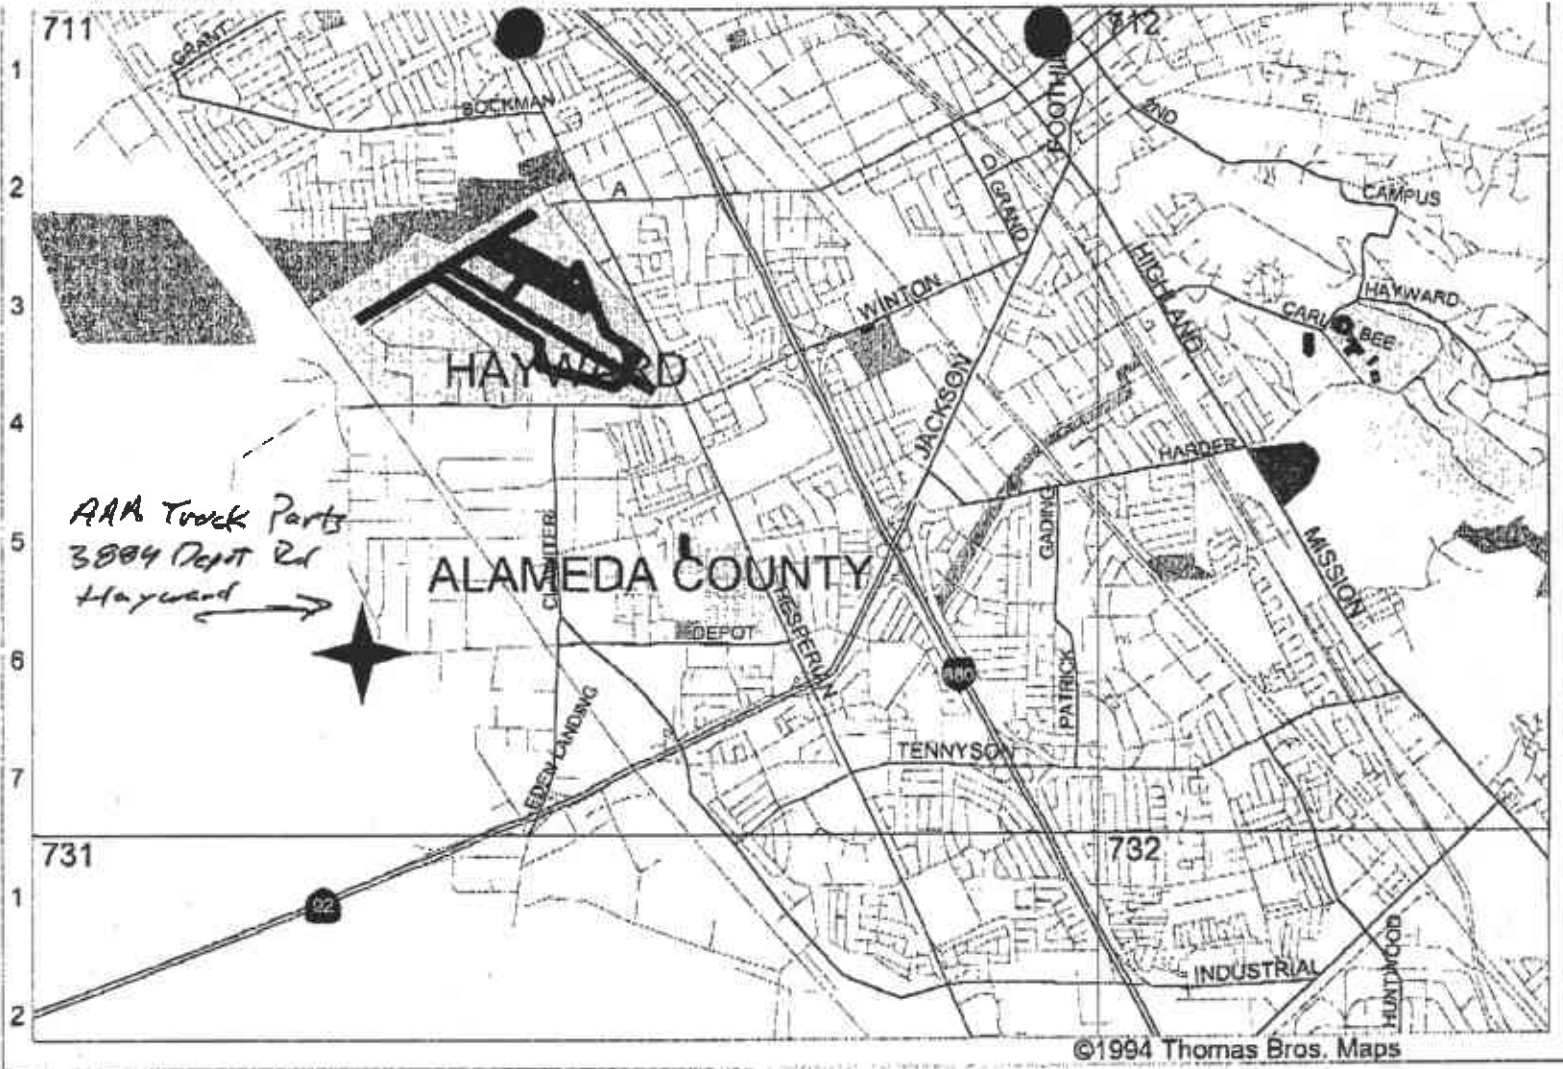 711
712
1
GRANT
BOCKMAN
FOOTHILL
2ND
2
A
D
GRAND
CAMPUS
3
WINTON
HIGHLAND
HAYWARD
CARL BEE
HAYWARD
4
JACKSON
HARDER
AAA Truck Parts
3884 Depot Rd
Hayward
5
ALAMEDA COUNTY
GADING
MISSION
6
DEPOT
HESPERIAN
880
PATRICK
EDEN LANDING
TENNYSON
7
731
732
1
92
INDUSTRIAL
HUNTWOOD
2
©1994 Thomas Bros. Maps